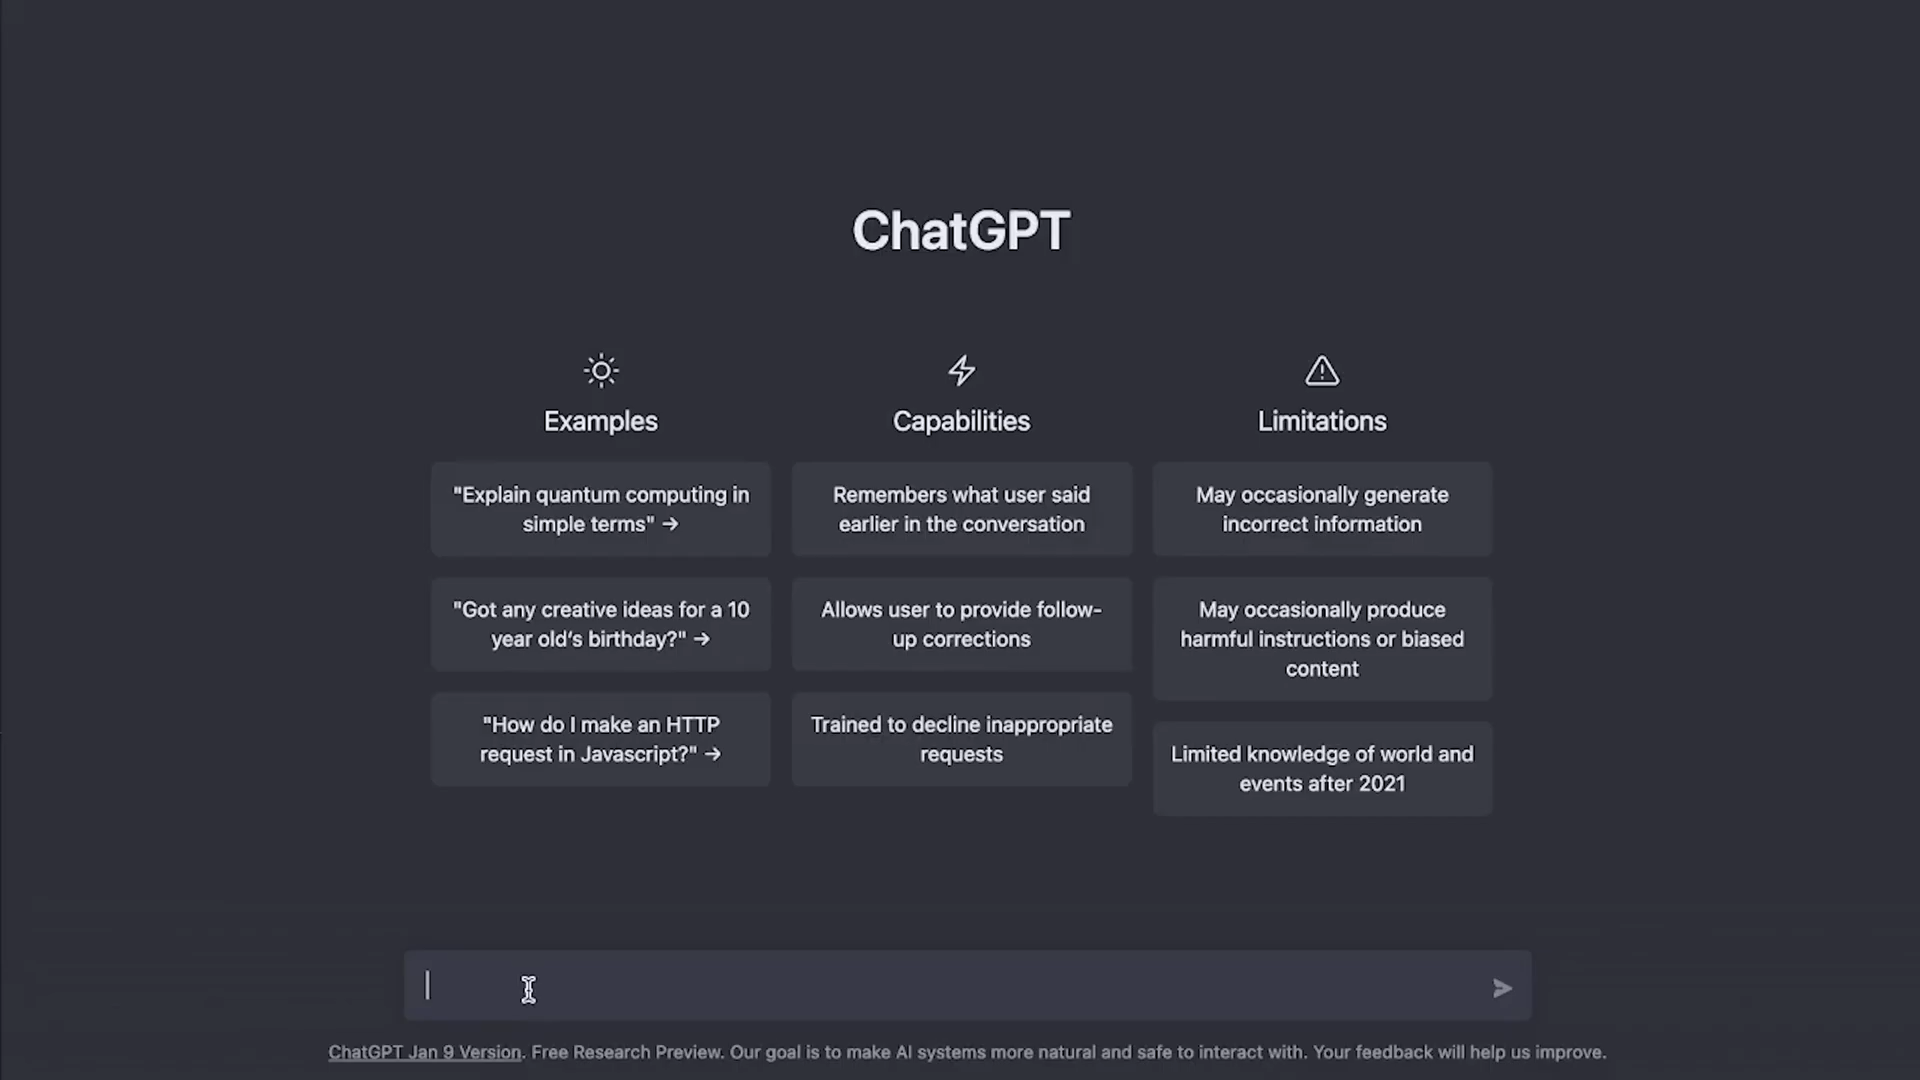 ChatGPT
Examples
"Explain quantum computing in
simple terms" →
"Got any creative ideas for a 10
year old's birthday?" →
"How do I make an HTTP
request in Javascript?" →
Capabilities
Remembers what user said
earlier in the conversation
Allows user to provide follow-
up corrections
Trained to decline inappropriate
requests
Limitations
May occasionally generate
incorrect information
May occasionally produce
harmful instructions or biased
content
Limited knowledge of world and
events after 2021
ChatGPT Jan 9 Version. Free Research Preview. Our goal is to make AI systems more natural and safe to interact with. Your feedback will help us improve.